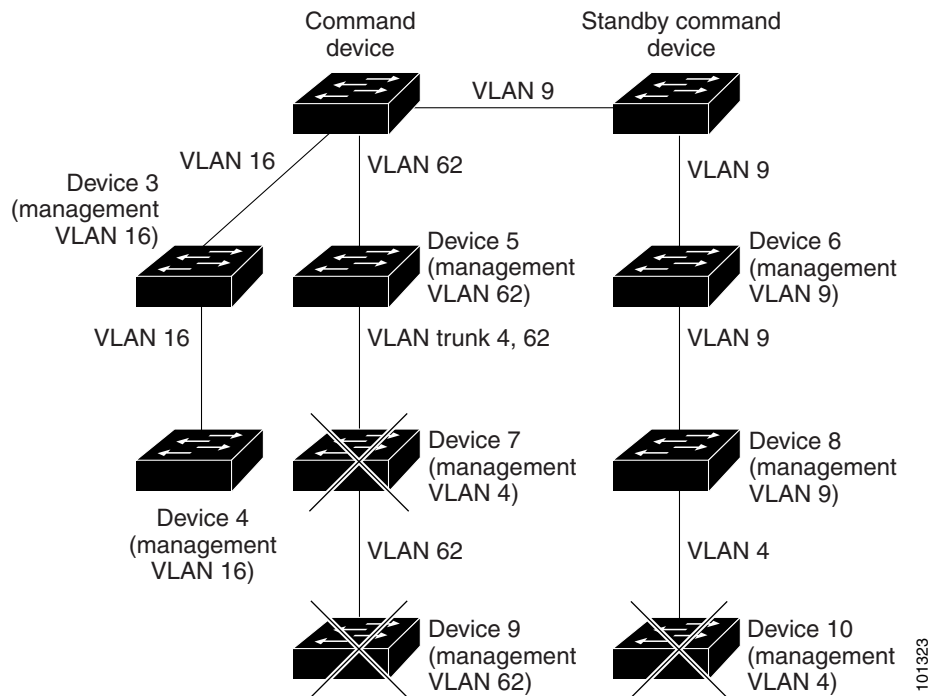 Command
device
Standby command
device
VLAN 9
VLAN 16
VLAN 62
VLAN 9
Device 3
(management
VLAN 16)
Device 5
(management
VLAN 62)
Device 6
(management
VLAN 9)
VLAN 16
VLAN trunk 4, 62
VLAN 9
Device 7
(management
VLAN 4)
Device 8
(management
VLAN 9)
Device 4
(management
VLAN 16)
VLAN 62
VLAN 4
Device 9
(management
VLAN 62)
Device 10
(management
VLAN 4)
101323